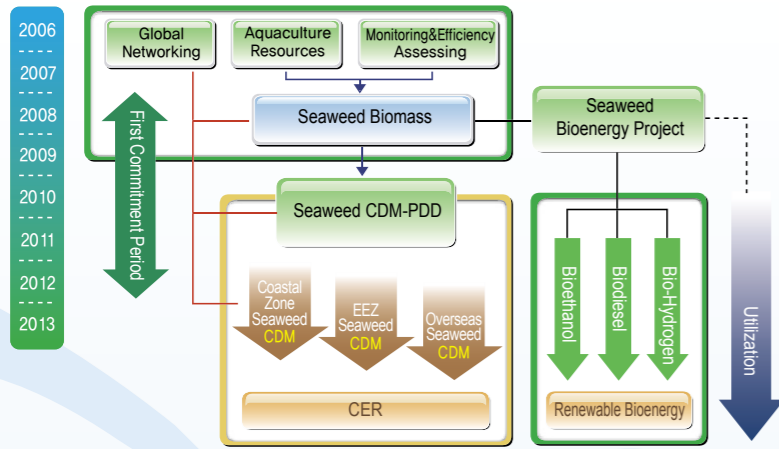 2006
2007
2008
2009
2010
2011
2012
2013
Global
Networking
Aquaculture
Resources
Monitoring&Efficiency
Assessing
First Commitment Period
Seaweed Biomass
Seaweed
Bioenergy Project
Seaweed CDM-PDD
Coastal
Zone
Seaweed
CDM
EEZ
Seaweed
CDM
Overseas
Seaweed
CDM
CER
Bioethanol
Biodiesel
Bio-Hydrogen
Renewable Bioenergy
Utilization